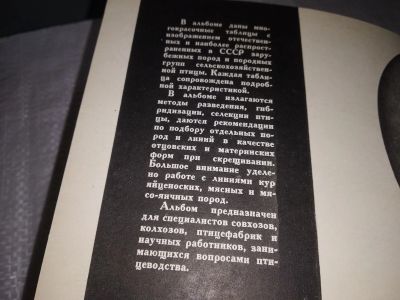 В альбоме даны мно-
гокрасочные таблицы с
изображением отечествен-
ных и наиболее распрост-
раненных в СССР зару-
бежных пород и породных
групп сельскохозяйствен-
ной птицы. Каждая табли-
ца сопровождена подроб-
ной характеристикой.
В альбоме излагаются
методы разведения, гиб-
ридизации, селекции пти-
цы, даются рекомендации
по подбору отдельных по-
род и линий в качестве
отцовских и материнских
форм при скрещивании.
Большое внимание уделе-
но работе с линиями кур
яйценоских, мясных и мя-
со-яичных пород.
Альбом предназначен
для специалистов совхозов,
колхозов, птицефабрик и
научных работников, зани-
мающихся вопросами пти-
цеводства.